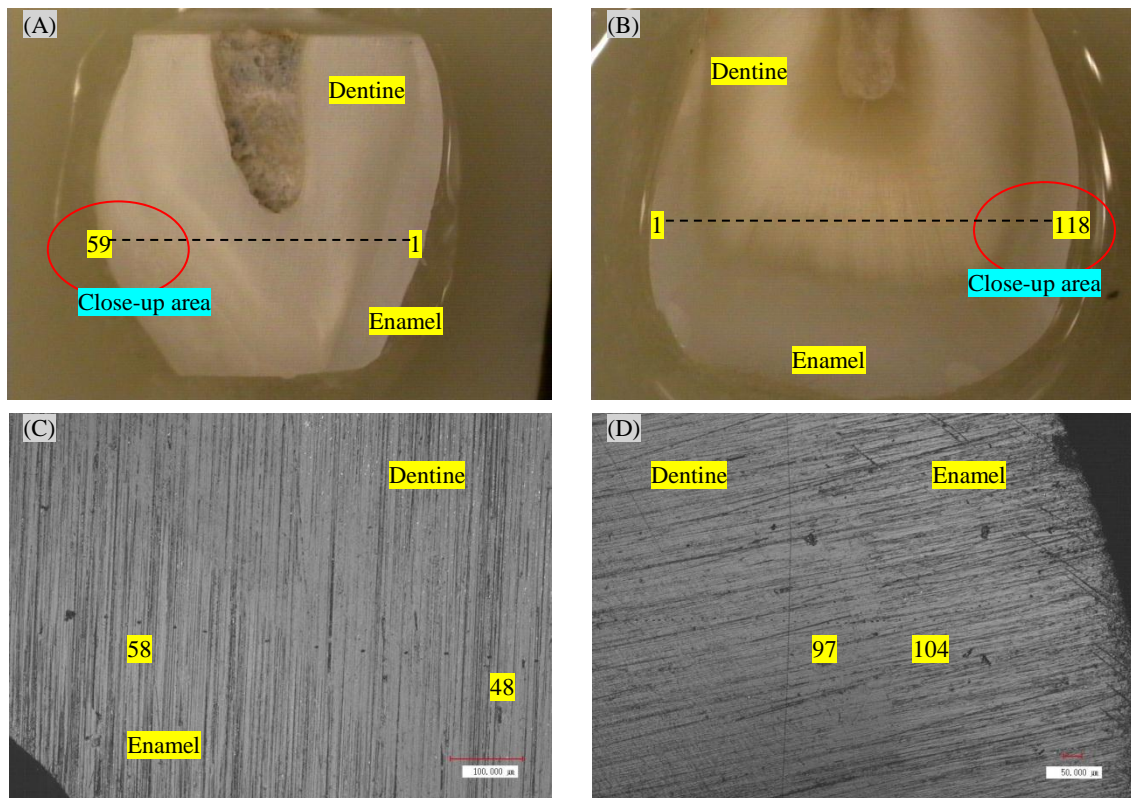 (A)
Dentine
59
1
Close-up area
Enamel
(B)
Dentine
1
118
Close-up area
Enamel
(C)
Dentine
58
48
Enamel
100.000 µm
(D)
Dentine
Enamel
97
104
50.000 µm